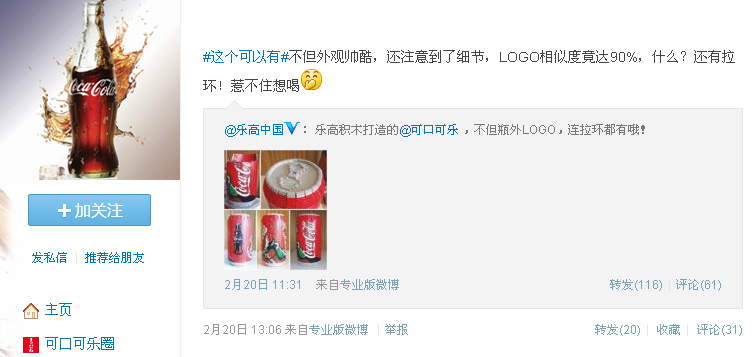 Coca-Cola
#这个可以有#不但外观帅酷，还注意到了细节，LOGO相似度竟达90%，什么？还有拉
环！惹不住想喝
@乐高中国：乐高积木打造的@可口可乐 ，不但瓶外LOGO，连拉环都有哦！
Coca-Cola
Coca-Cola
2月20日 11:31 来自专业版微博 转发(116) | 评论(61)
2月20日 13:06 来自专业版微博 | 举报 转发(20) | 收藏 | 评论(31)
加关注
发私信 | 推荐给朋友
主页
可口可乐圈